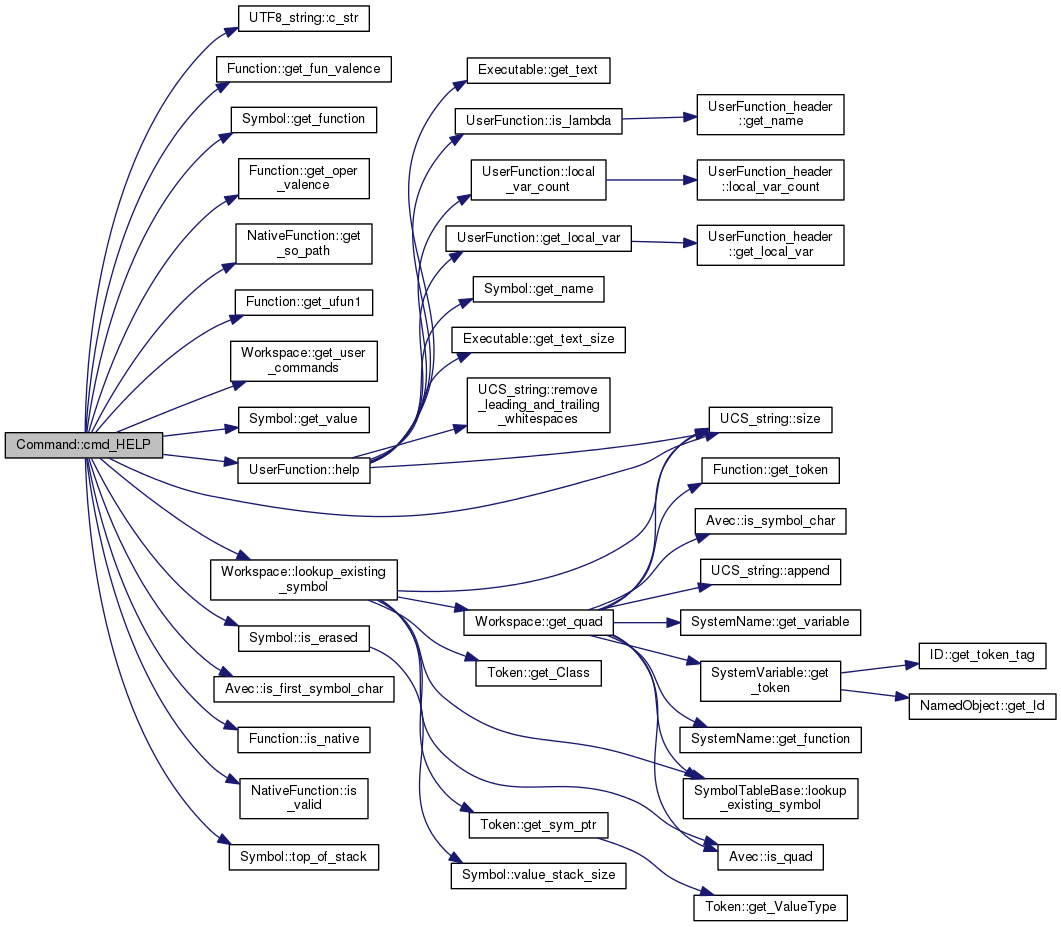 Command::cmd_HELP
UTF8_string::c_str
Function::get_fun_valence
Symbol::get_function
Function::get_oper
_valence
NativeFunction::get
_so_path
Function::get_ufun1
Workspace::get_user
_commands
Symbol::get_value
UserFunction::help
Workspace::lookup_existing
_symbol
Symbol::is_erased
Avec::is_first_symbol_char
Function::is_native
NativeFunction::is
_valid
Symbol::top_of_stack
Executable::get_text
UserFunction::is_lambda
UserFunction::local
_var_count
UserFunction::get_local_var
Symbol::get_name
Executable::get_text_size
UCS_string::remove
_leading_and_trailing
_whitespaces
Workspace::get_quad
Token::get_Class
Token::get_sym_ptr
Symbol::value_stack_size
UserFunction_header
::get_name
UserFunction_header
::local_var_count
UserFunction_header
::get_local_var
UCS_string::size
Function::get_token
Avec::is_symbol_char
UCS_string::append
SystemName::get_variable
SystemVariable::get
_token
SystemName::get_function
SymbolTableBase::lookup
_existing_symbol
Avec::is_quad
Token::get_ValueType
ID::get_token_tag
NamedObject::get_Id